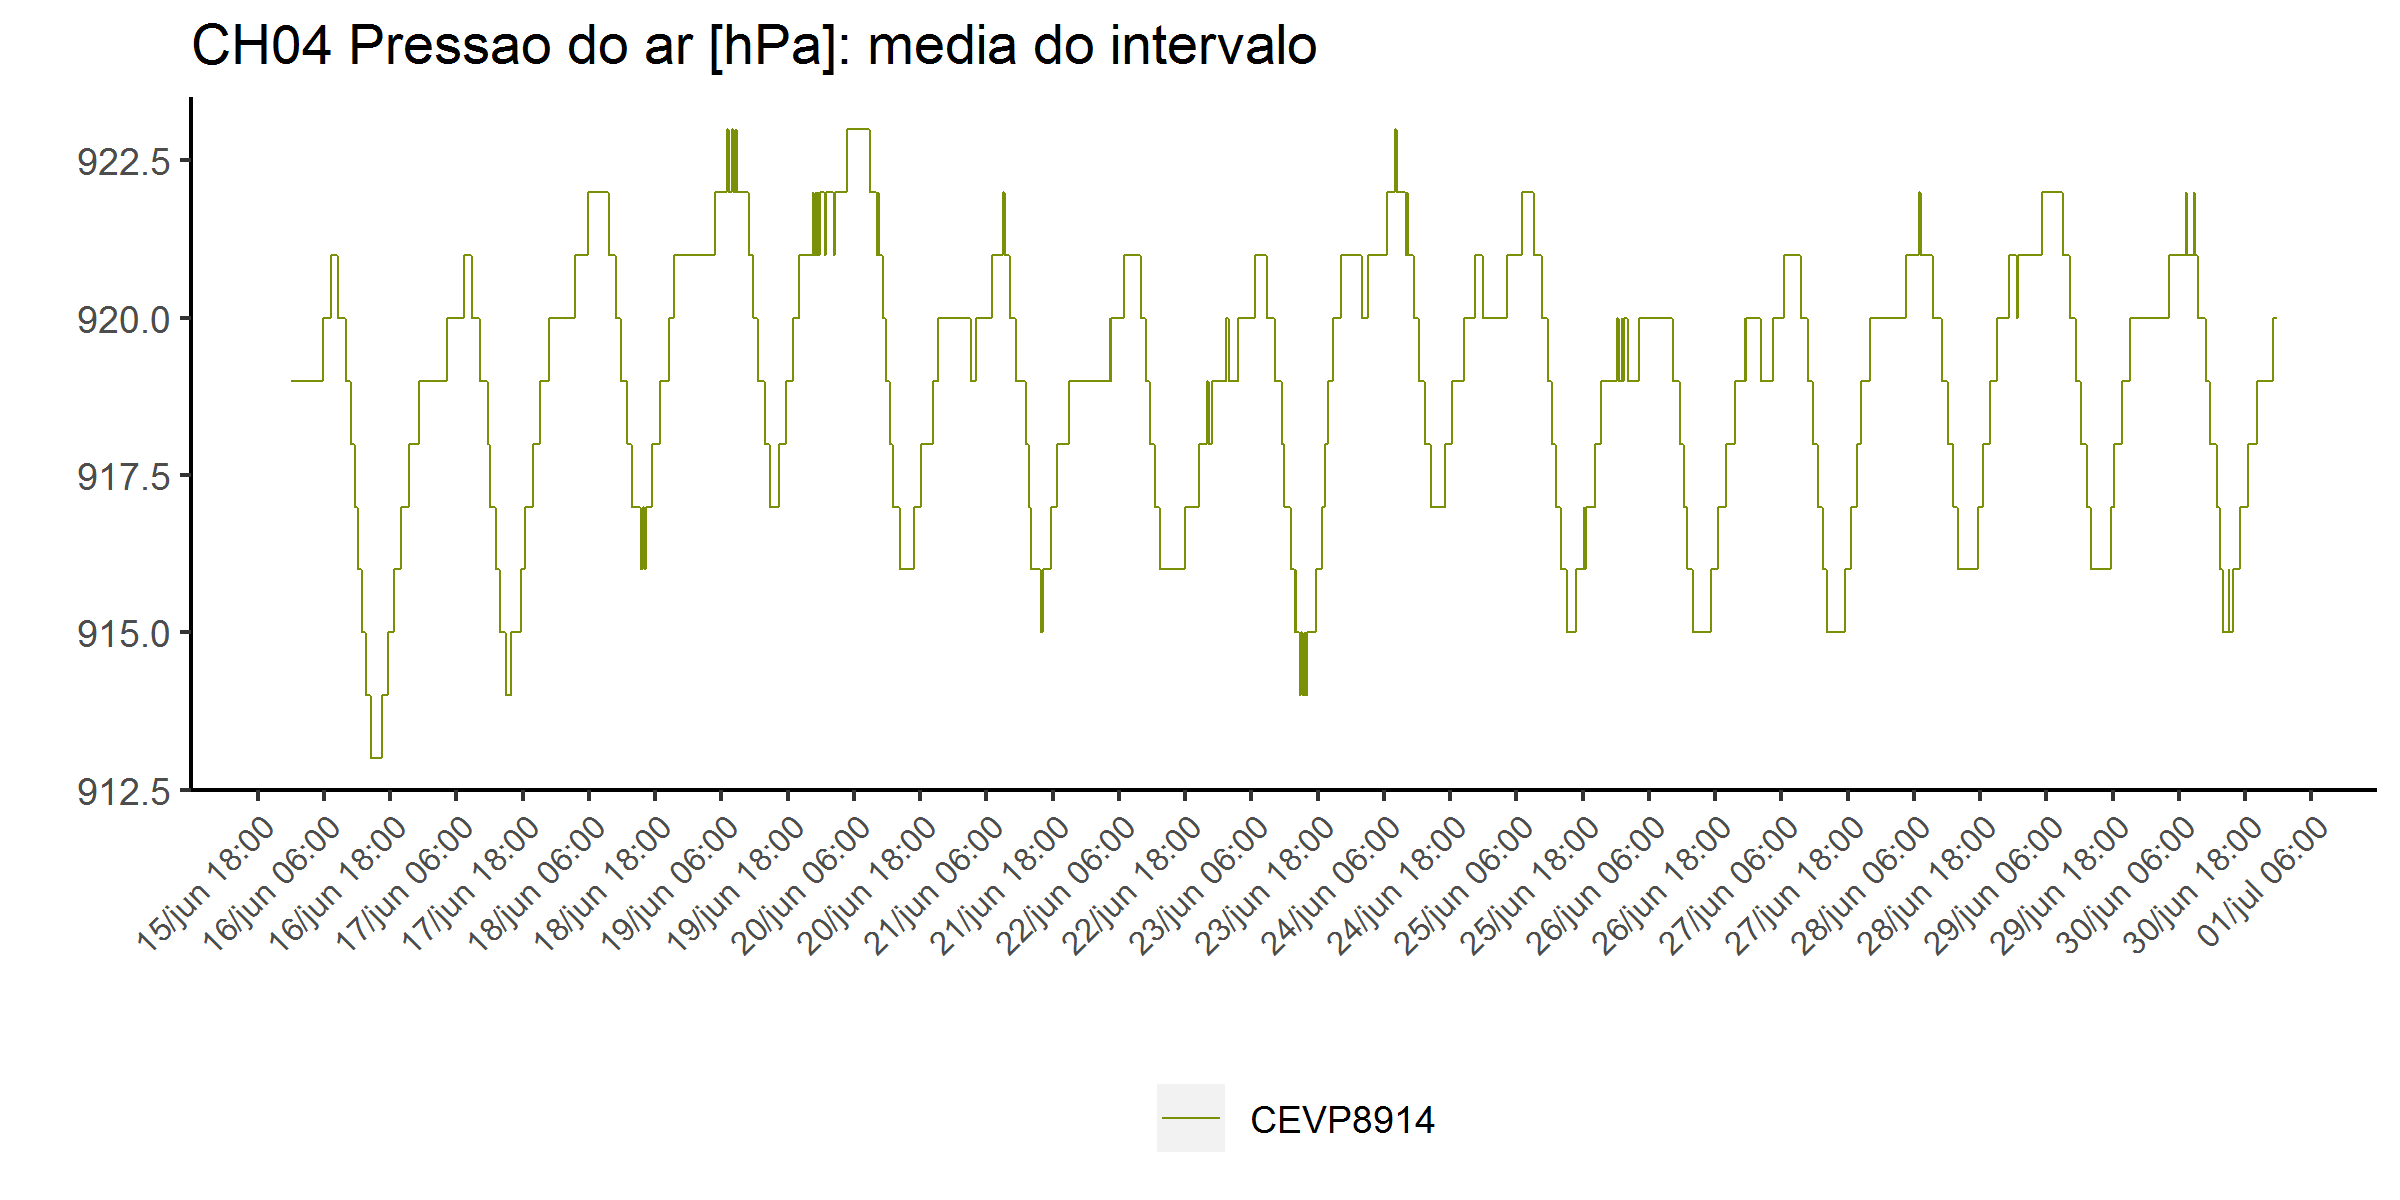 CH04 Pressao do ar [hPa]: media do intervalo
922.5
920.0
917.5
915.0
912.5
15/jun 18:00
16/jun 06:00
16/jun 18:00
17/jun 06:00
17/jun 18:00
18/jun 06:00
18/jun 18:00
19/jun 06:00
19/jun 18:00
20/jun 06:00
20/jun 18:00
21/jun 06:00
21/jun 18:00
22/jun 06:00
22/jun 18:00
23/jun 06:00
23/jun 18:00
24/jun 06:00
24/jun 18:00
25/jun 06:00
25/jun 18:00
26/jun 06:00
26/jun 18:00
27/jun 06:00
27/jun 18:00
28/jun 06:00
28/jun 18:00
29/jun 06:00
29/jun 18:00
30/jun 06:00
30/jun 18:00
01/jul 06:00
CEVP8914